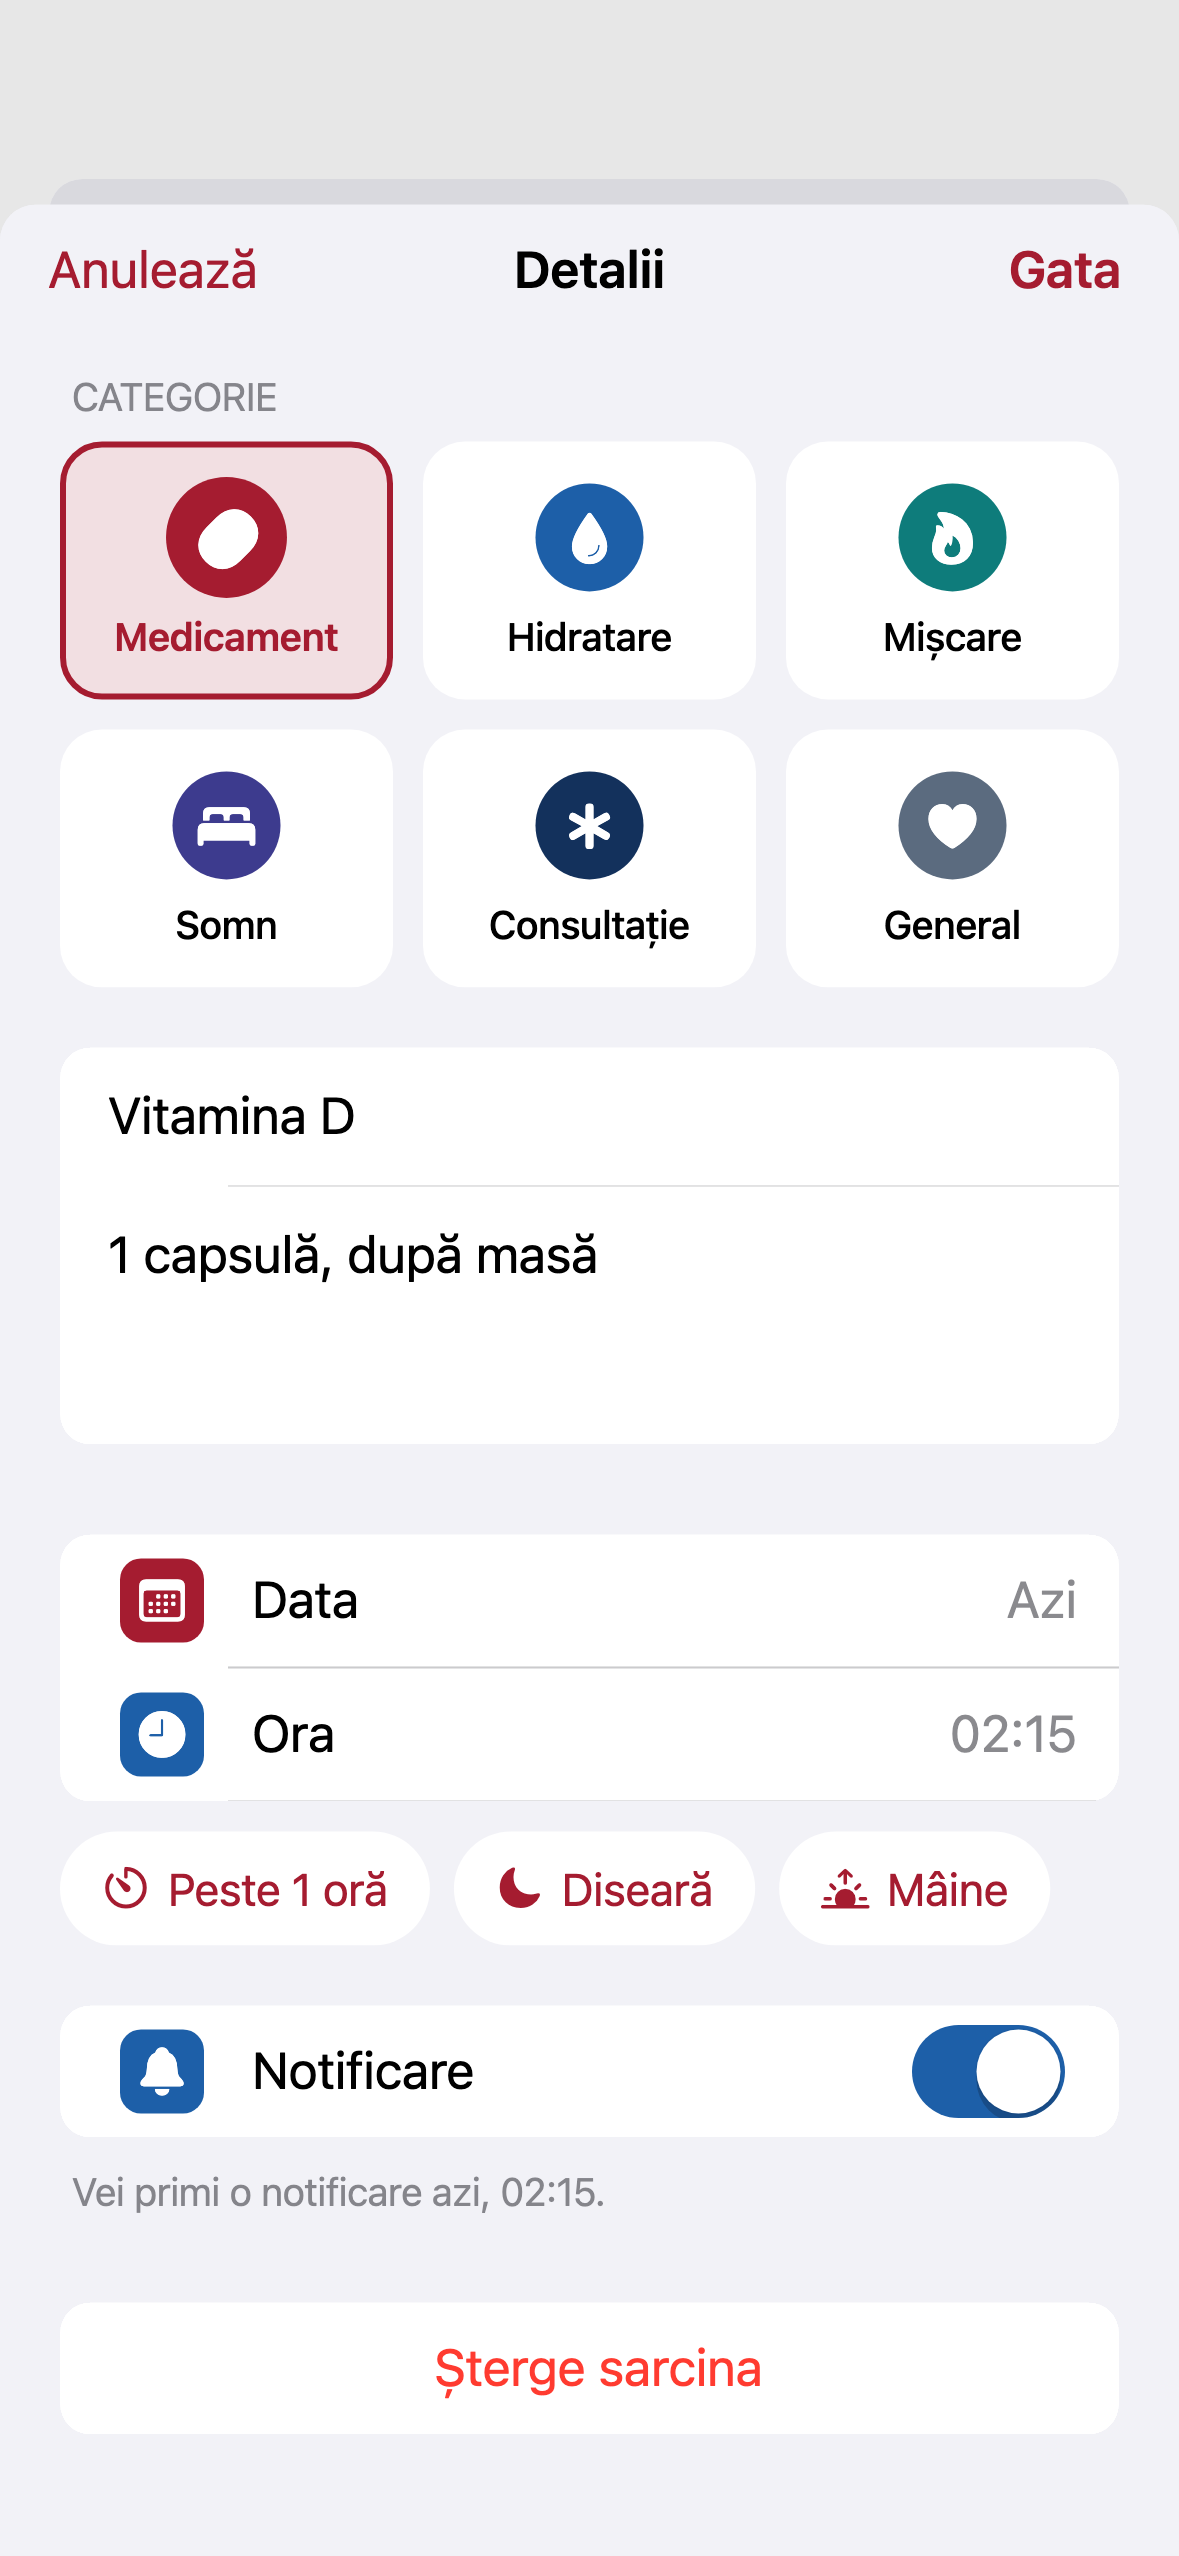 Anulează
Detalii
Gata
CATEGORIE
Medicament
Hidratare
Mișcare
Somn
Consultație
General
Vitamina D
1 capsulă, după masă
Data
Azi
Ora
02:15
Peste 1 oră
Diseară
Mâine
Notificare
Vei primi o notificare azi, 02:15.
Șterge sarcina